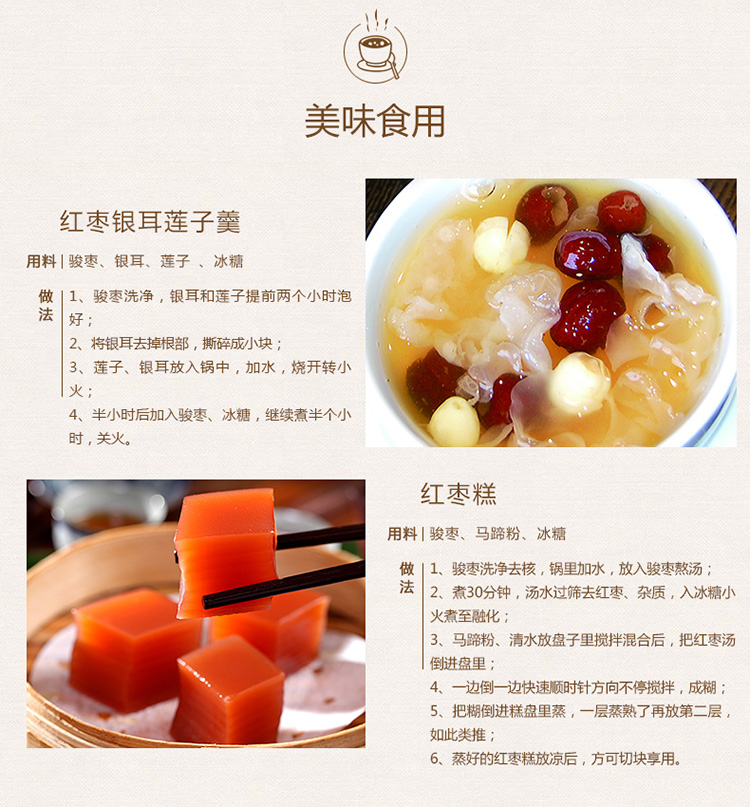 美味食用
红枣银耳莲子羹
用料 | 骏枣、银耳、莲子 、冰糖
做法
1、骏枣洗净，银耳和莲子提前两个小时泡
好；
2、将银耳去掉根部，撕碎成小块；
3、莲子、银耳放入锅中，加水，烧开转小
火；
4、半小时后加入骏枣、冰糖，继续煮半个小
时，关火。
红枣糕
用料 | 骏枣、马蹄粉、冰糖
做法
1、骏枣洗净去核，锅里加水，放入骏枣熬汤；
2、煮30分钟，汤水过筛去红枣、杂质，入冰糖小
火煮至融化；
3、马蹄粉、清水放盘子里搅拌混合后，把红枣汤
倒进盘里；
4、一边倒一边快速顺时针方向不停搅拌，成糊；
5、把糊倒进糕盘里蒸，一层蒸熟了再放第二层，
如此类推；
6、蒸好的红枣糕放凉后，方可切块享用。